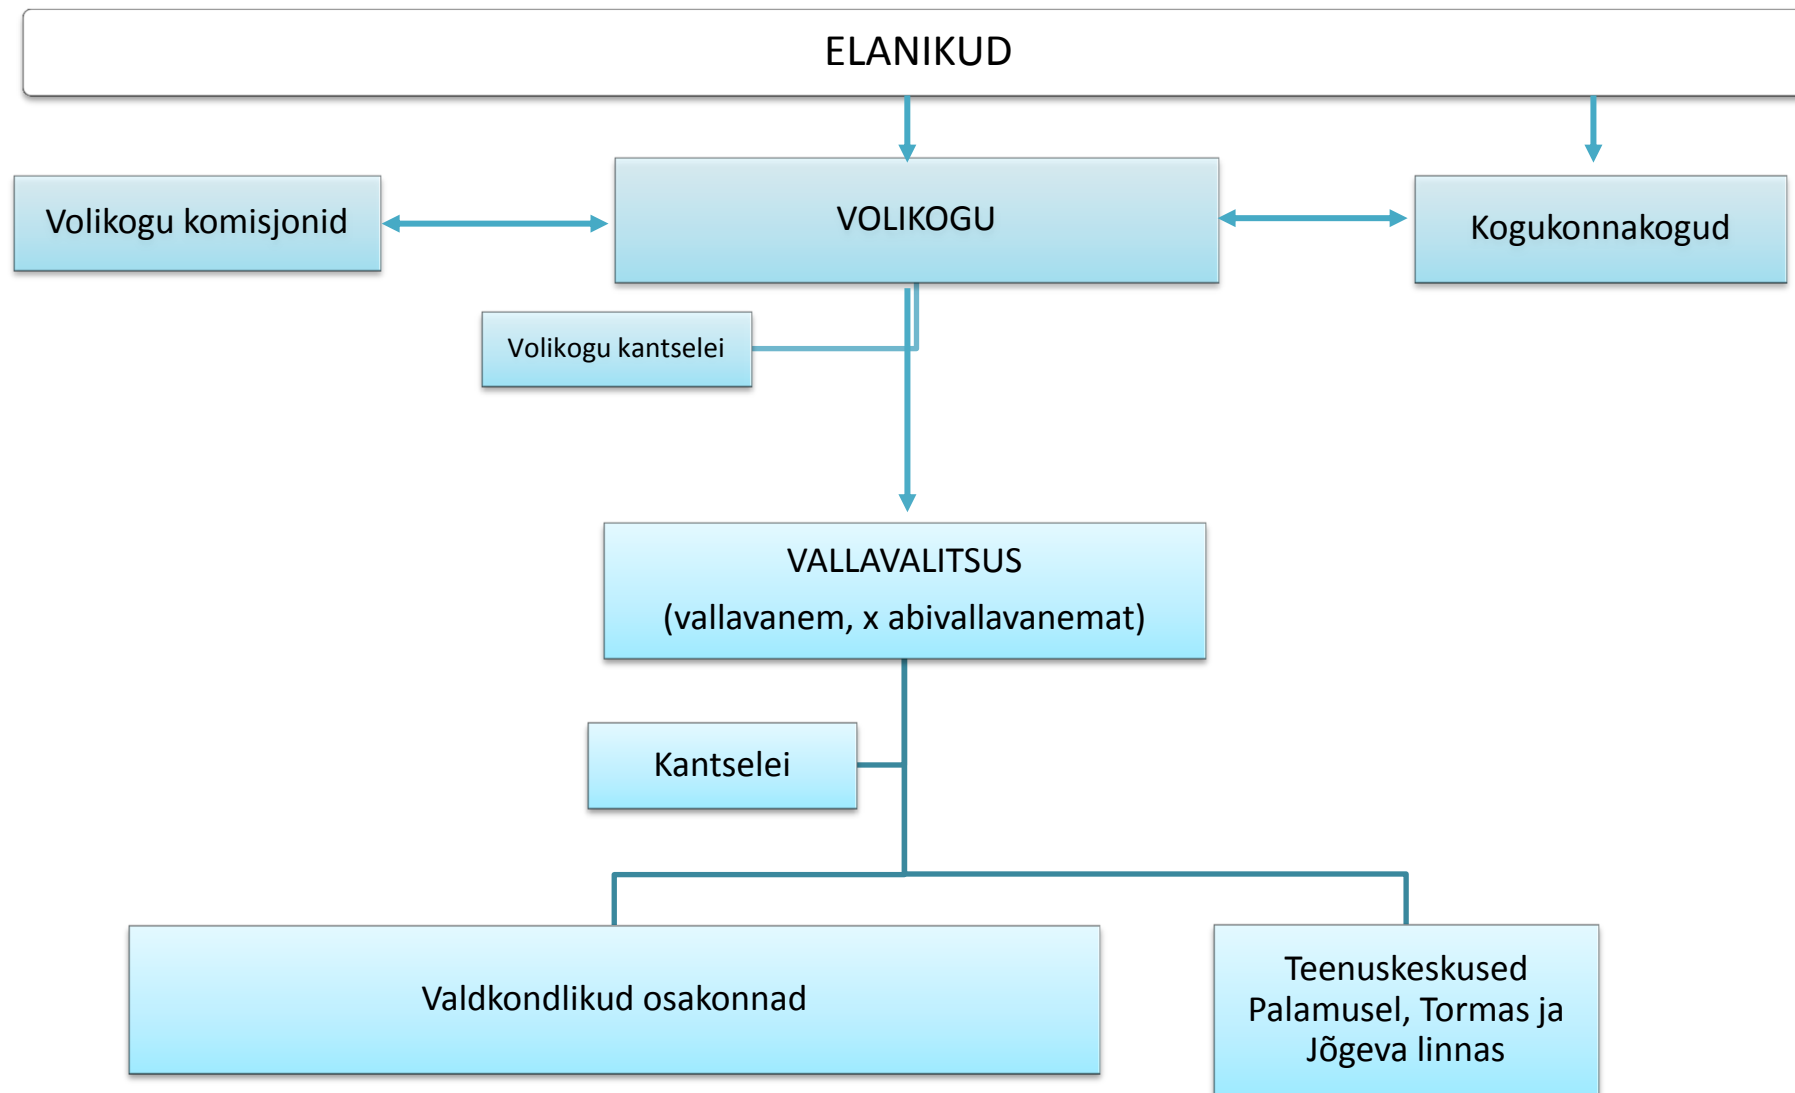 ELANIKUD
Volikogu komisjonid
VOLIKOGU
Kogukonnakogud
Volikogu kantselei
VALLAVALITSUS
(vallavanem, x abivallavanemat)
Kantselei
Valdkondlikud osakonnad
Teenuskeskused
Palamusel, Tormas ja
Jõgeva linnas